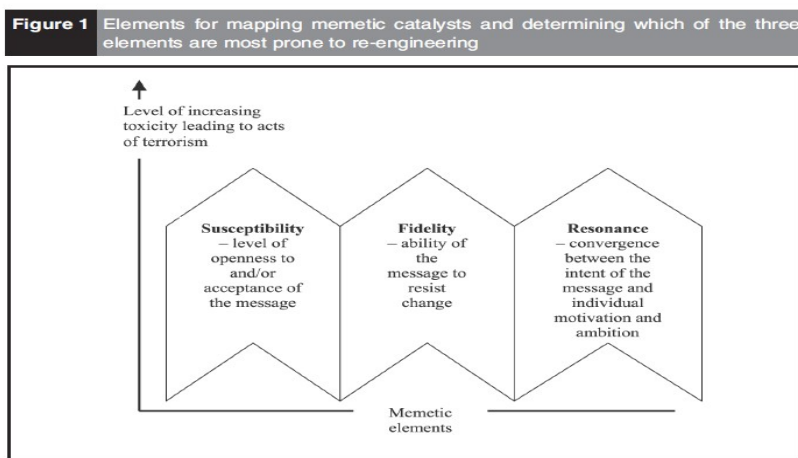 Figure 1 Elements for mapping memetic catalysts and determining which of the three
elements are most prone to re-engineering
Level of increasing
toxicity leading to acts
of terrorism
Susceptibility
– level of
openness to
and/or
acceptance of
the message
Fidelity
– ability of
the
message to
resist
change
Resonance
– convergence
between the
intent of the
message and
individual
motivation and
ambition
Memetic
elements